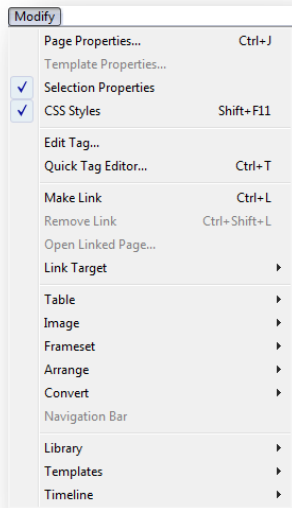 Modify
Page Properties... Ctrl+J
Template Properties...
Selection Properties
CSS Styles Shift+F11
Edit Tag...
Quick Tag Editor... Ctrl+T
Make Link Ctrl+L
Remove Link Ctrl+Shift+L
Open Linked Page...
Link Target
Table
Image
Frameset
Arrange
Convert
Navigation Bar
Library
Templates
Timeline